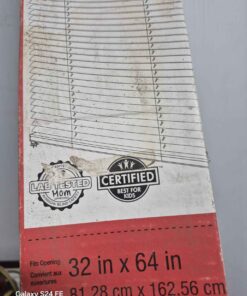 LAB TESTED
Mom
CERTIFIED
BEST FOR
KIDS
Fits Opening
Convient aux
ouvertures
32 in x 64 in
81.28 cm x 162.56 cm
Galaxy S24 FE